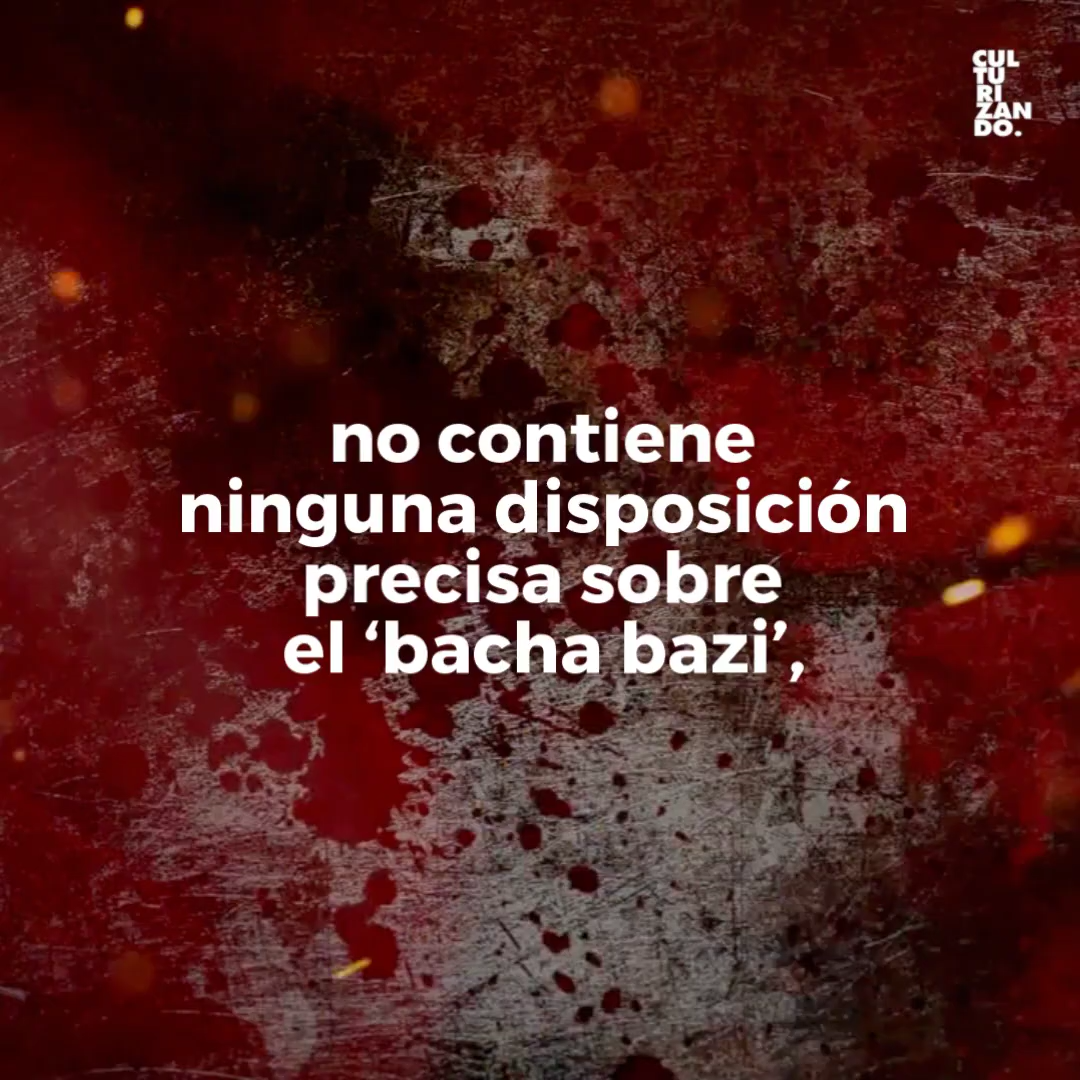 CUL
TU
RI
ZAN
DO.
no contiene
ninguna disposición
precisa sobre
el ‘bacha bazi’,